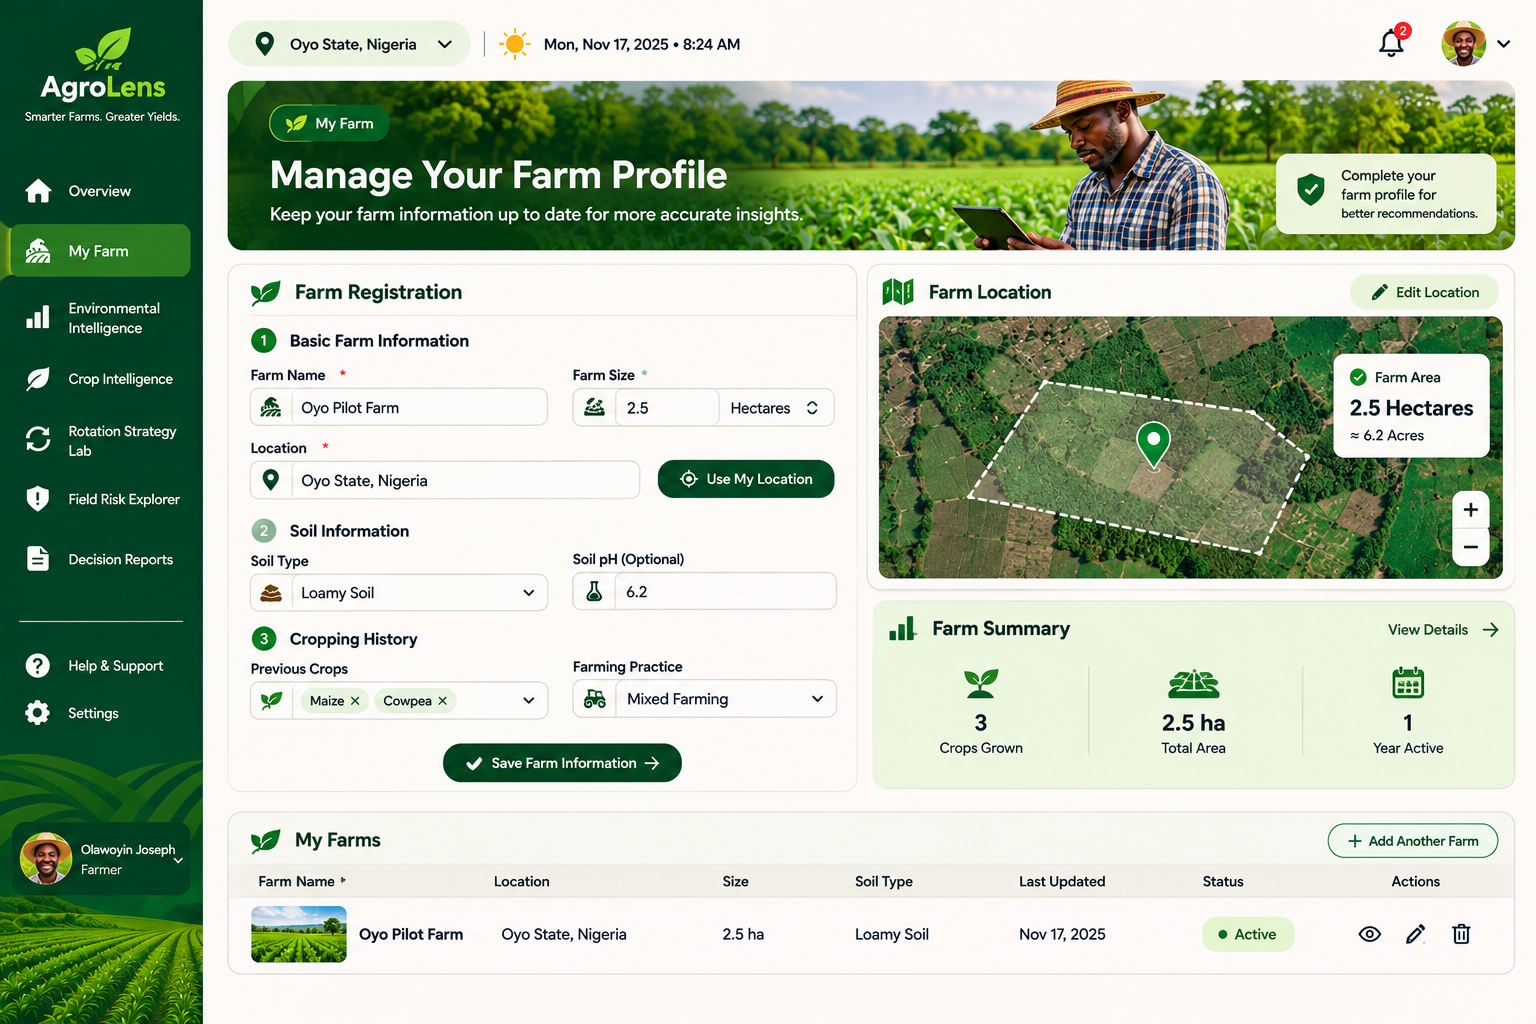 AgroLens
Smarter Farms. Greater Yields.
Overview
My Farm
Environmental
Intelligence
Crop Intelligence
Rotation Strategy
Lab
Field Risk Explorer
Decision Reports
Help & Support
Settings
Olawoyin Joseph
Farmer
Oyo State, Nigeria
Mon, Nov 17, 2025 • 8:24 AM
2
My Farm
Manage Your Farm Profile
Keep your farm information up to date for more accurate insights.
Complete your
farm profile for
better recommendations.
Farm Registration
1 Basic Farm Information
Farm Name *
Farm Size *
Oyo Pilot Farm
2.5 Hectares
Location *
Oyo State, Nigeria
Use My Location
2 Soil Information
Soil Type
Soil pH (Optional)
Loamy Soil
6.2
3 Cropping History
Previous Crops
Farming Practice
Maize × Cowpea ×
Mixed Farming
Save Farm Information →
Farm Location
Edit Location
Farm Area
2.5 Hectares
≈ 6.2 Acres
+
−
Farm Summary
View Details →
3
Crops Grown
2.5 ha
Total Area
1
Year Active
My Farms
+ Add Another Farm
Farm Name Location Size Soil Type Last Updated Status Actions
Oyo Pilot Farm Oyo State, Nigeria 2.5 ha Loamy Soil Nov 17, 2025 • Active